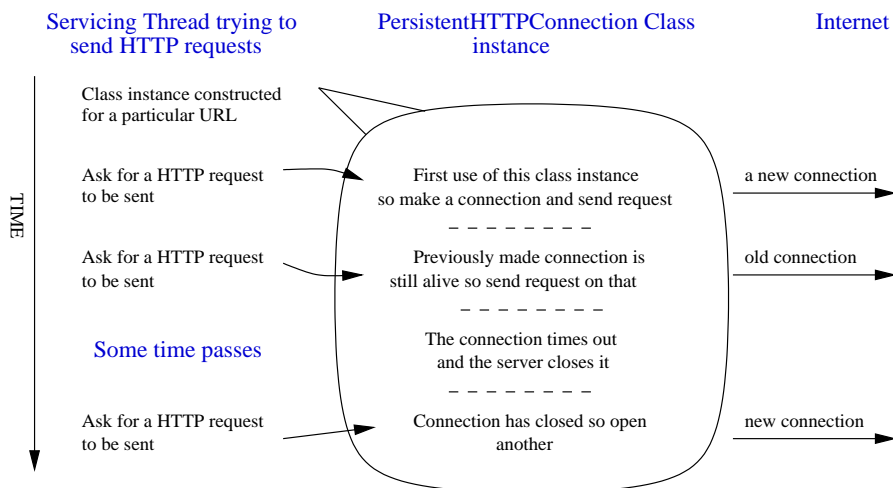 Servicing Thread trying to
send HTTP requests
PersistentHTTPConnection Class
instance
Internet
TIME
Class instance constructed
for a particular URL
Ask for a HTTP request
to be sent
First use of this class instance
so make a connection and send request
a new connection
Ask for a HTTP request
to be sent
Previously made connection is
still alive so send request on that
old connection
Some time passes
The connection times out
and the server closes it
Ask for a HTTP request
to be sent
Connection has closed so open
another
new connection